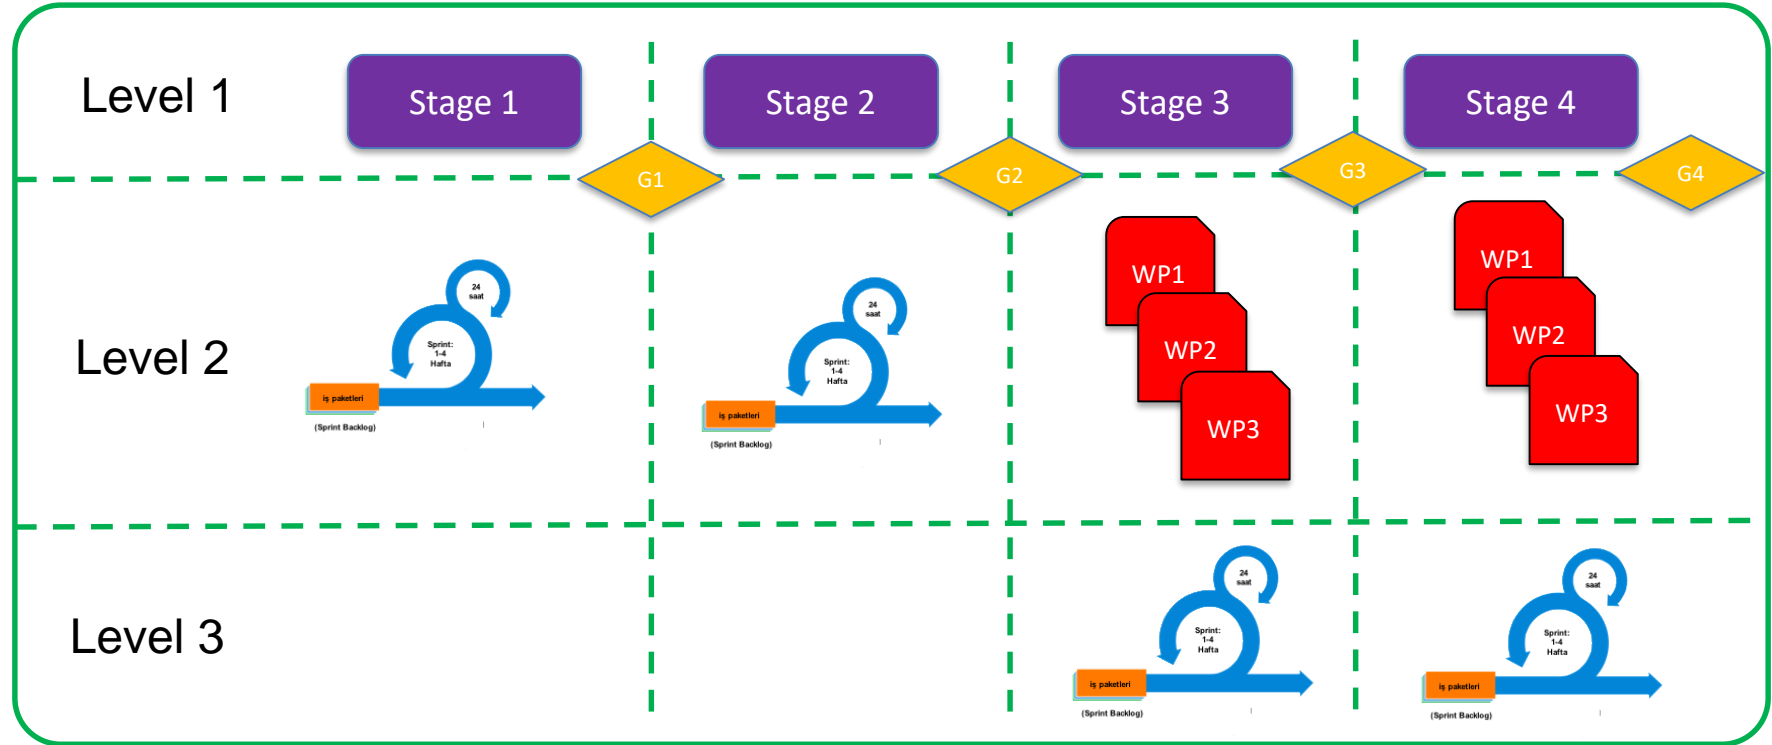 Level 1
Stage 1
Stage 2
Stage 3
Stage 4
G1
G2
G3
G4
Level 2
24
saat
Sprint:
1-4
Hafta
iş paketleri
(Sprint Backlog)
24
saat
Sprint:
1-4
Hafta
iş paketleri
(Sprint Backlog)
WP1
WP2
WP3
WP1
WP2
WP3
Level 3
24
saat
Sprint:
1-4
Hafta
iş paketleri
(Sprint Backlog)
24
saat
Sprint:
1-4
Hafta
iş paketleri
(Sprint Backlog)